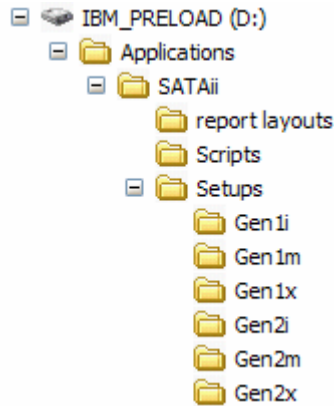 IBM_PRELOAD (D:)
Applications
SATAii
report layouts
Scripts
Setups
Gen1i
Gen1m
Gen1x
Gen2i
Gen2m
Gen2x